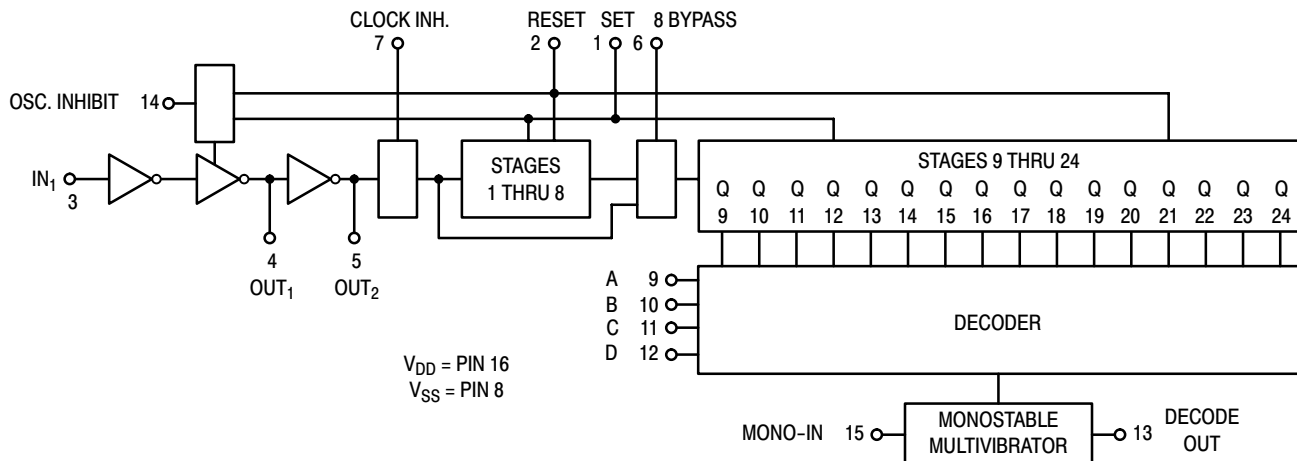 CLOCK INH. RESET SET 8 BYPASS
7 2 1 6
OSC. INHIBIT 14
IN1
3
STAGES
1 THRU 8
STAGES 9 THRU 24
Q Q Q Q Q Q Q Q Q Q Q Q Q Q Q Q
9 10 11 12 13 14 15 16 17 18 19 20 21 22 23 24
4 5
OUT1 OUT2
A 9
B 10
C 11
D 12
DECODER
VDD = PIN 16
VSS = PIN 8
MONO-IN 15
MONOSTABLE
MULTIVIBRATOR
13 DECODE
OUT